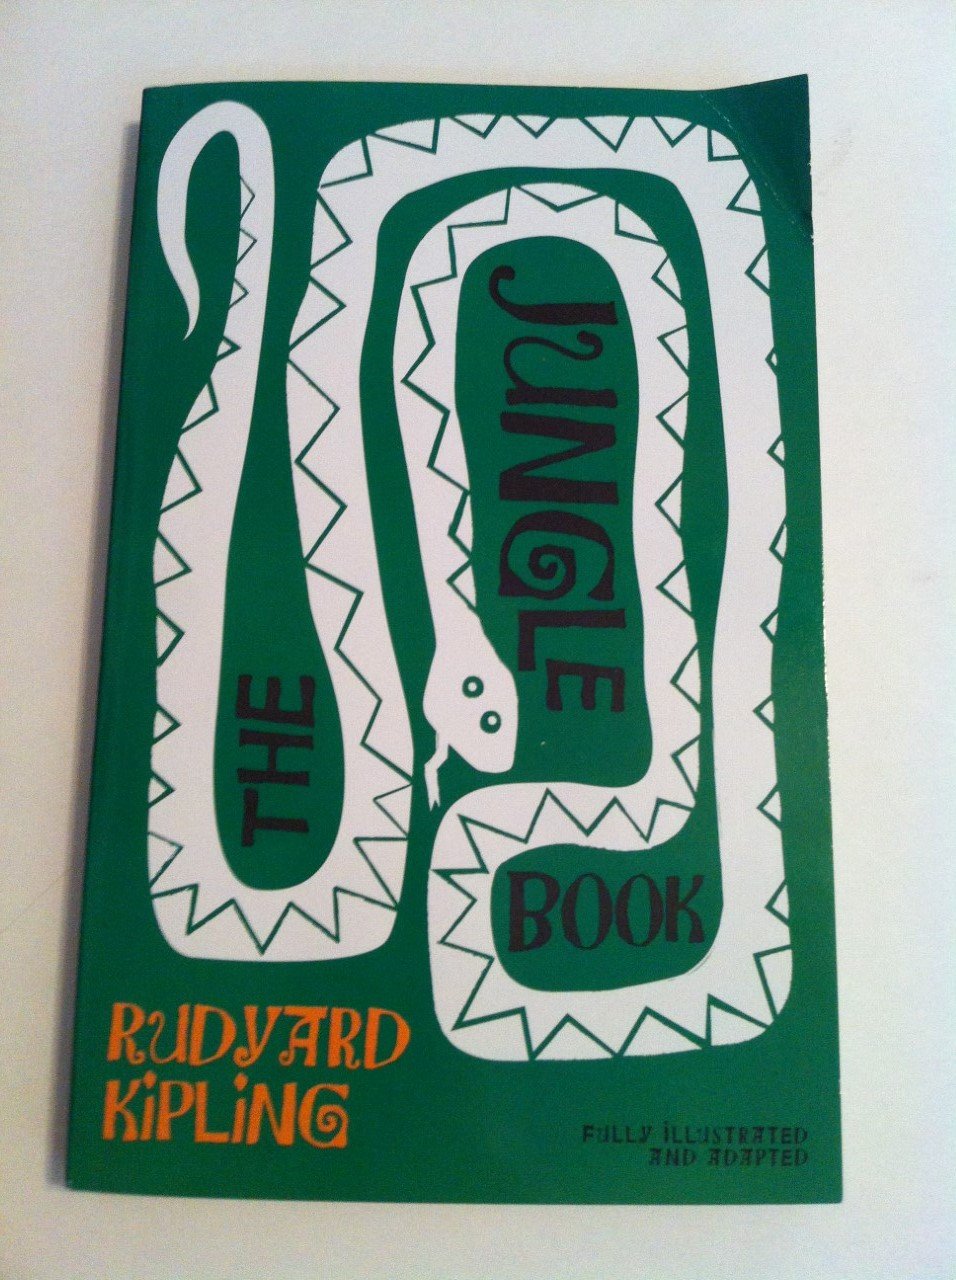 THE
JUNGLE
BOOK
RUDYARD
KiPLiNG
FULLY iLLUSTRATED
AND ADAPTED